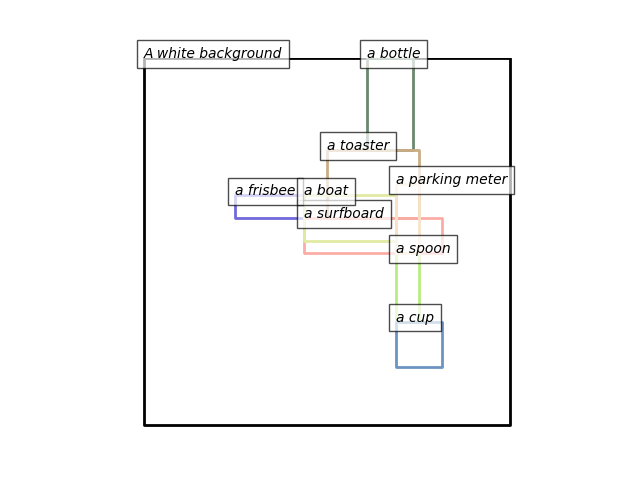 A white background
a bottle
a toaster
a parking meter
a frisbee
a boat
a surfboard
a spoon
a cup